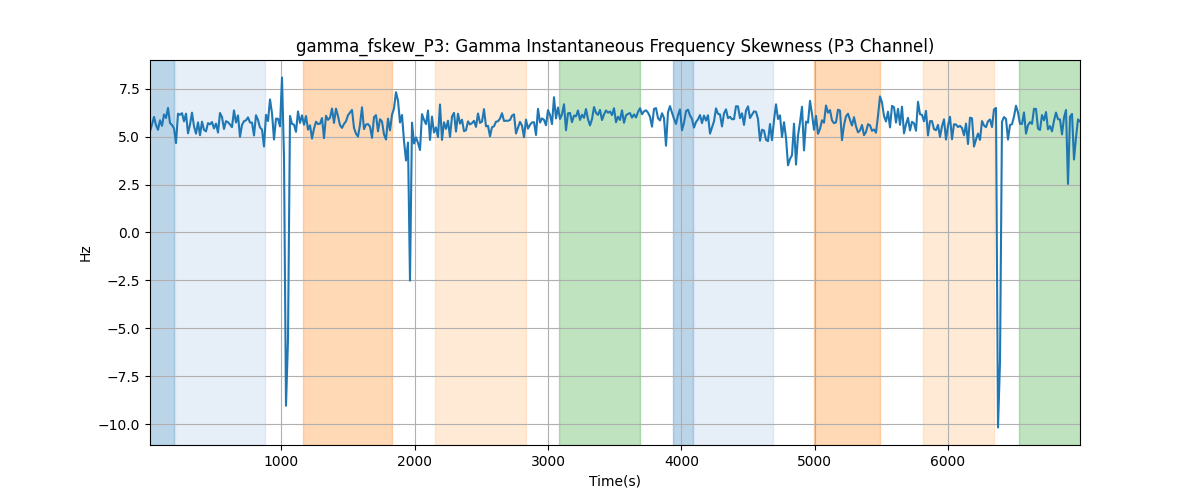 gamma_fskew_P3: Gamma Instantaneous Frequency Skewness (P3 Channel)
7.5
5.0
2.5
0.0
−2.5
−5.0
−7.5
−10.0
Hz
1000 2000 3000 4000 5000 6000
Time(s)